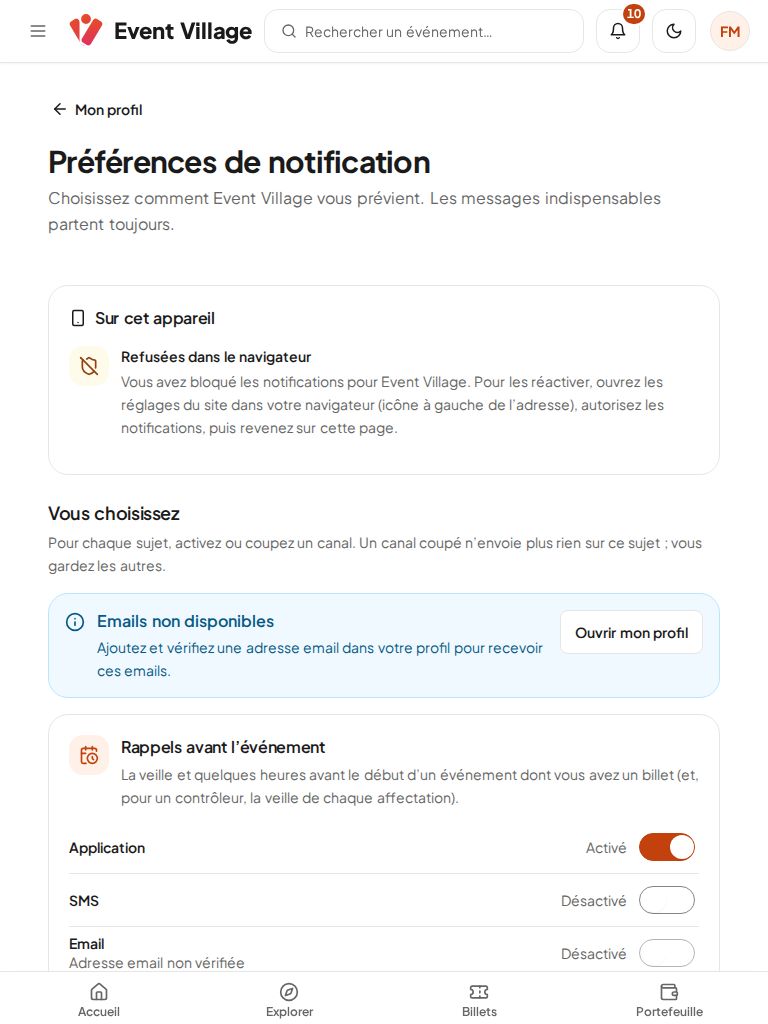 Event Village
Rechercher un événement…
10
FM
Mon profil
Préférences de notification
Choisissez comment Event Village vous prévient. Les messages indispensables
partent toujours.
Sur cet appareil
Refusées dans le navigateur
Vous avez bloqué les notifications pour Event Village. Pour les réactiver, ouvrez les
réglages du site dans votre navigateur (icône à gauche de l’adresse), autorisez les
notifications, puis revenez sur cette page.
Vous choisissez
Pour chaque sujet, activez ou coupez un canal. Un canal coupé n’envoie plus rien sur ce sujet ; vous
gardez les autres.
Emails non disponibles
Ajoutez et vérifiez une adresse email dans votre profil pour recevoir
ces emails.
Ouvrir mon profil
Rappels avant l’événement
La veille et quelques heures avant le début d’un événement dont vous avez un billet (et,
pour un contrôleur, la veille de chaque affectation).
Application
Activé
SMS
Désactivé
Email
Adresse email non vérifiée
Désactivé
Accueil
Explorer
Billets
Portefeuille